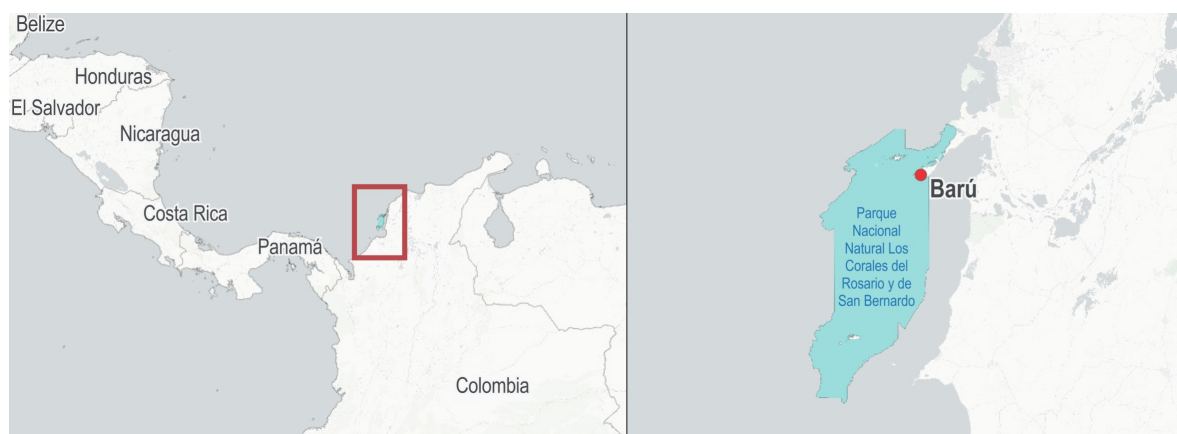 Belize
Honduras
El Salvador
Nicaragua
Costa Rica
Panamá
Colombia
Barú
Parque
Nacional
Natural Los
Corales del
Rosario y de
San Bernardo